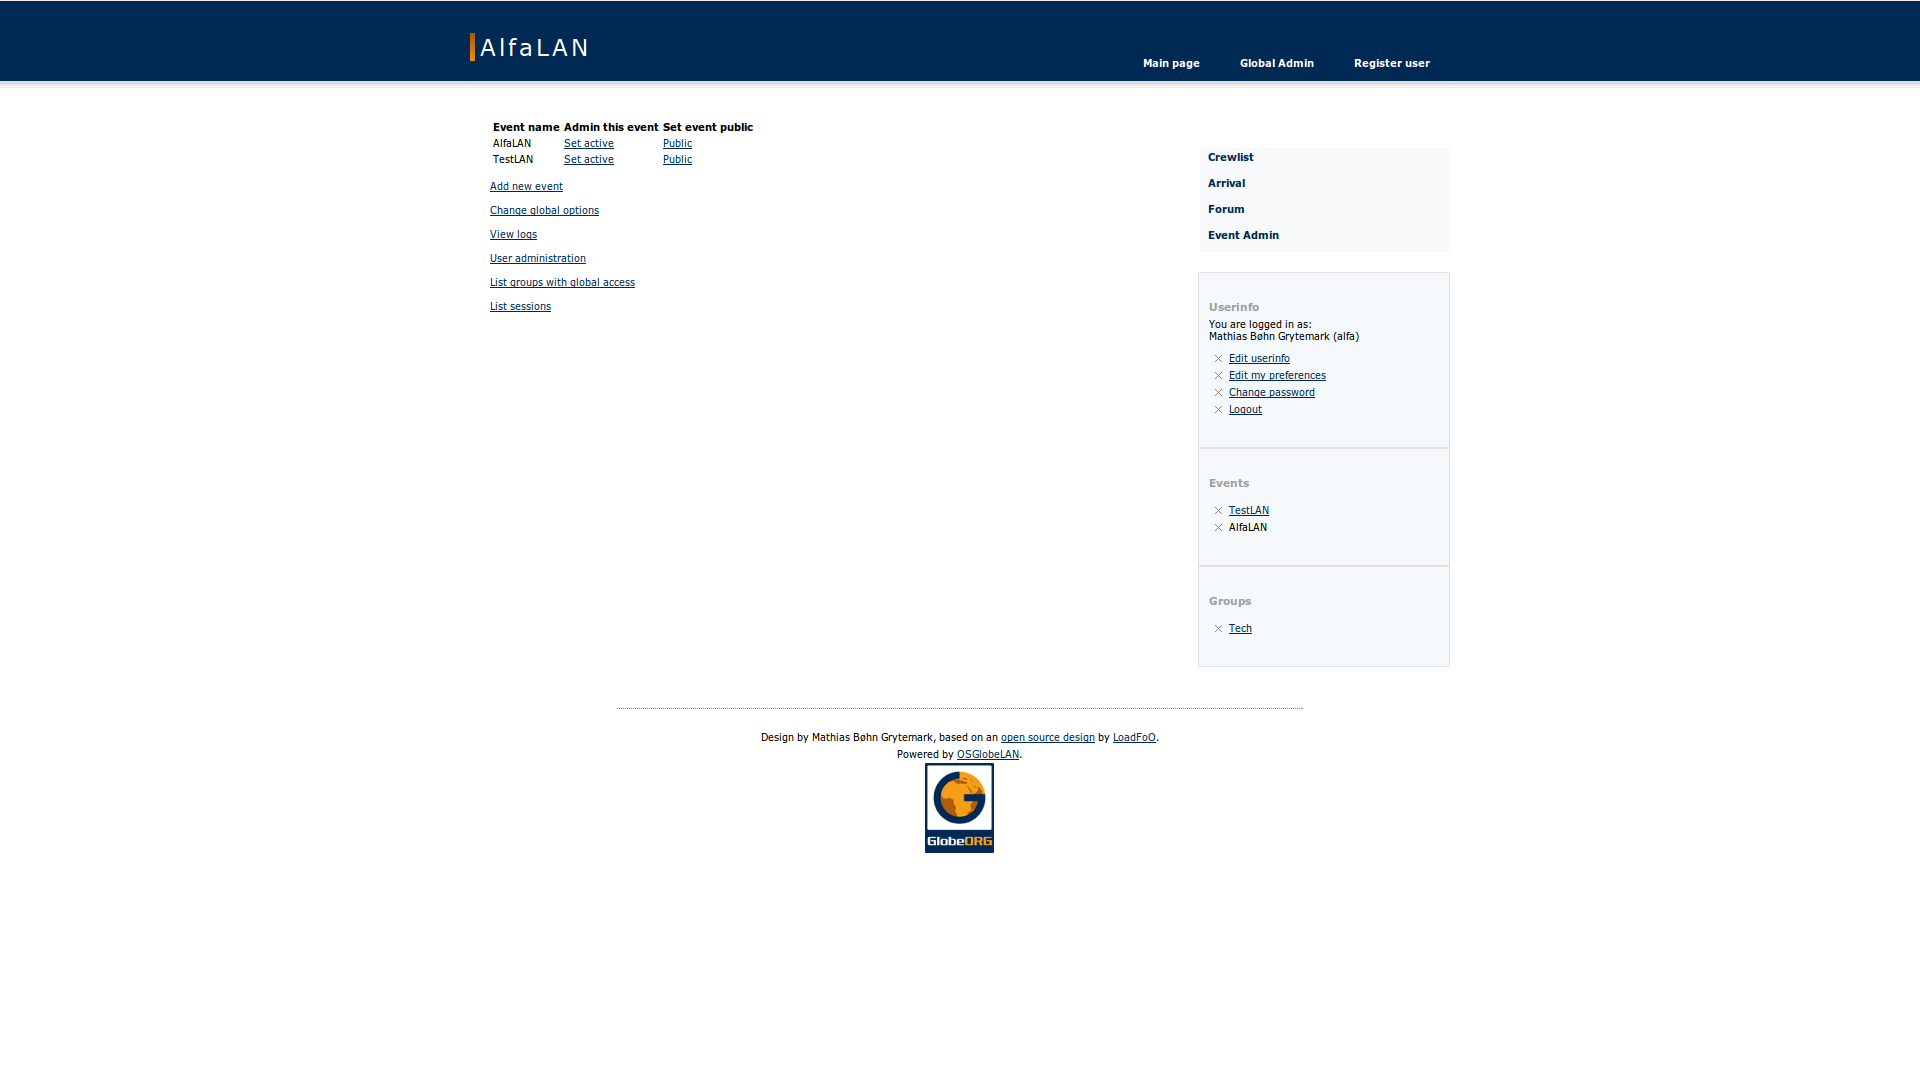 AlfaLAN
Main page Global Admin Register user
Event name Admin this event Set event public
AlfaLAN Set active Public
TestLAN Set active Public
Add new event
Change global options
View logs
User administration
List groups with global access
List sessions
Crewlist
Arrival
Forum
Event Admin
Userinfo
You are logged in as:
Mathias Bøhn Grytemark (alfa)
Edit userinfo
Edit my preferences
Change password
Logout
Events
TestLAN
AlfaLAN
Groups
Tech
Design by Mathias Bøhn Grytemark, based on an open source design by LoadFoO.
Powered by OSGlobeLAN.
GlobeORG